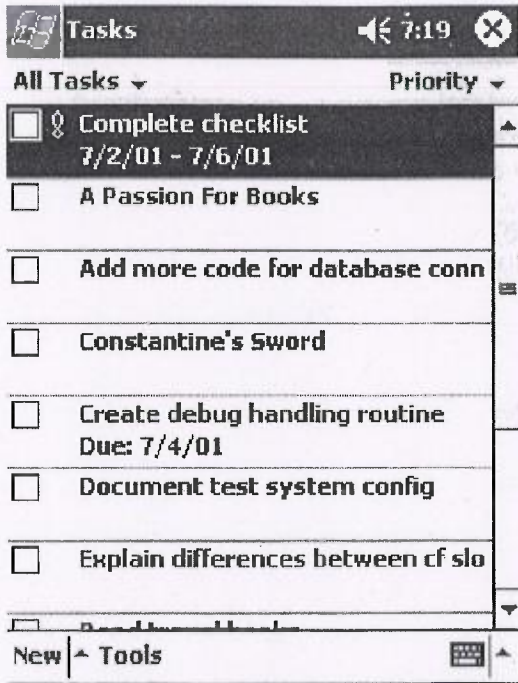 Tasks 7:19
All Tasks Priority
Complete checklist
7/2/01 - 7/6/01
A Passion For Books
Add more code for database conn
Constantine's Sword
Create debug handling routine
Due: 7/4/01
Document test system config
Explain differences between cf slo
New Tools